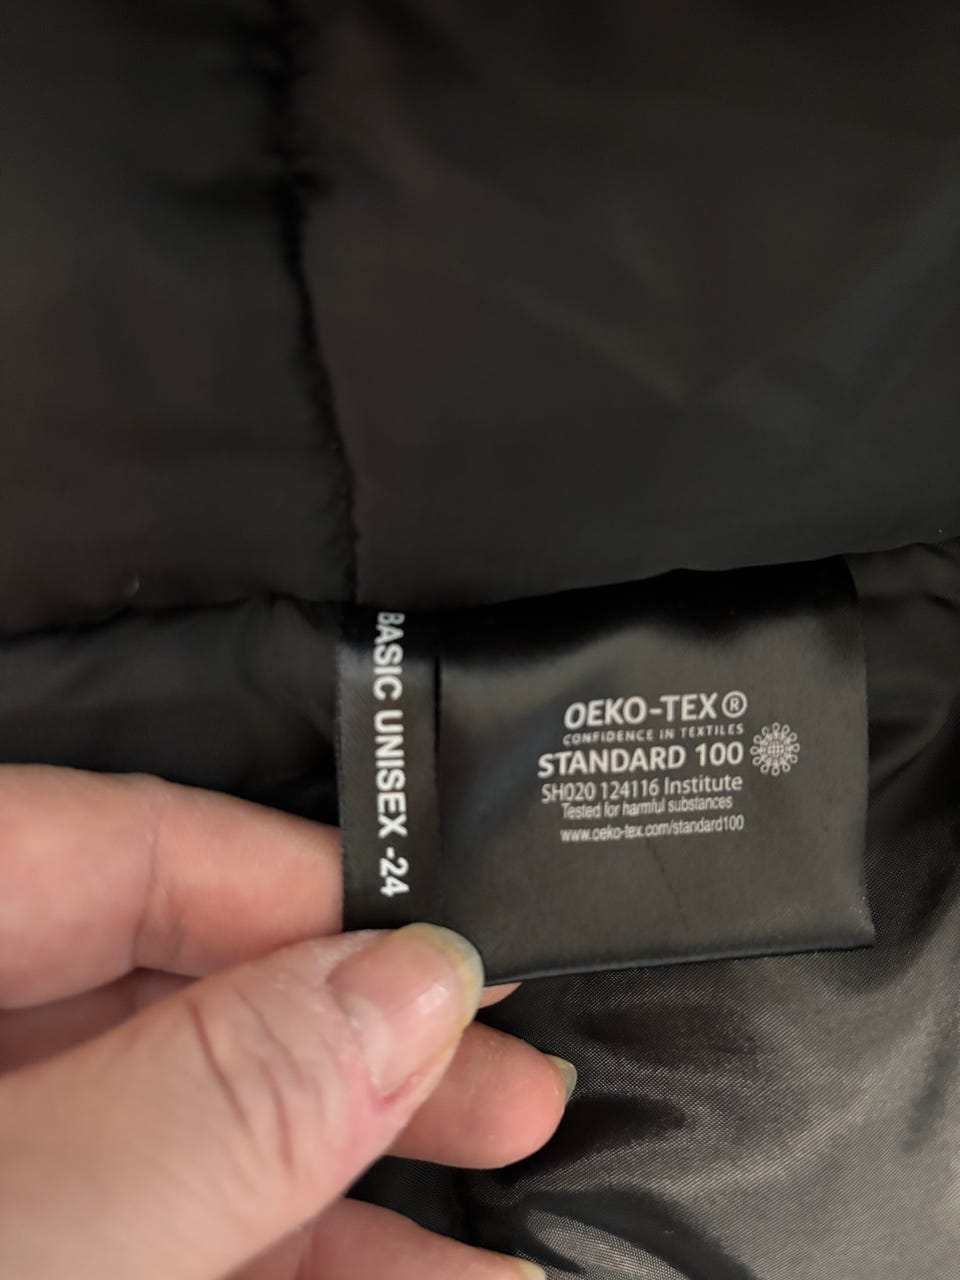 BASIC UNISEX -24
OEKO-TEX®
CONFIDENCE IN TEXTILES
STANDARD 100
SH020 124116 Institute
Tested for harmful substances
www.oeko-tex.com/standard100